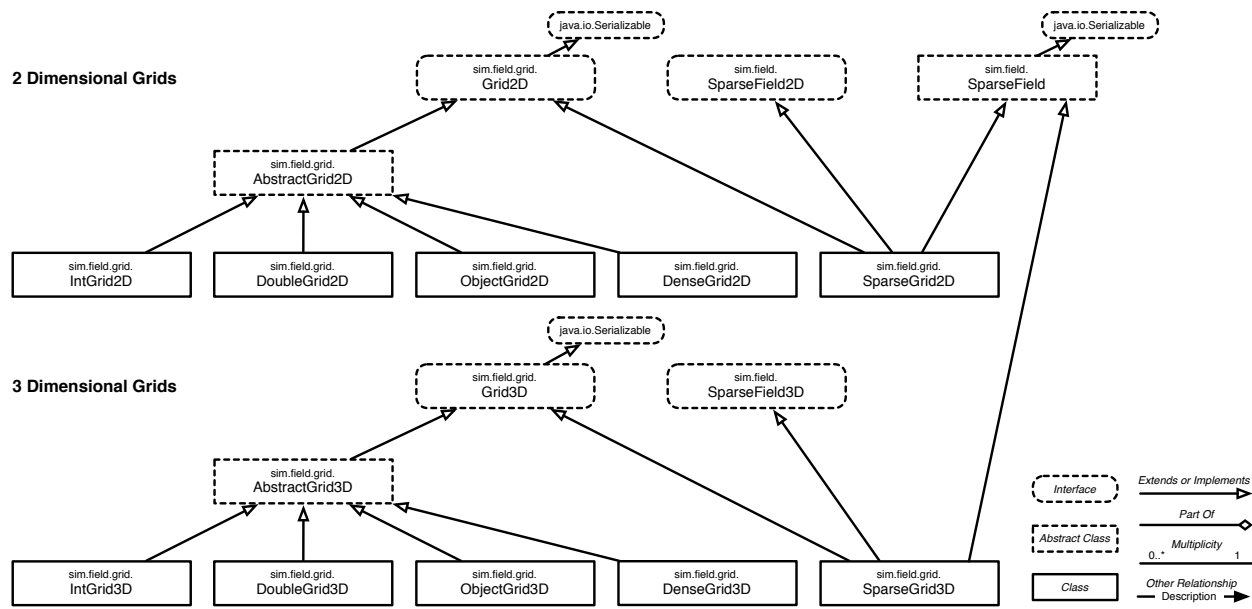 java.io.Serializable
java.io.Serializable
2 Dimensional Grids
sim.field.grid.
Grid2D
sim.field.
SparseField2D
sim.field.
SparseField
sim.field.grid.
AbstractGrid2D
sim.field.grid.
IntGrid2D
sim.field.grid.
DoubleGrid2D
sim.field.grid.
ObjectGrid2D
sim.field.grid.
DenseGrid2D
sim.field.grid.
SparseGrid2D
java.io.Serializable
3 Dimensional Grids
sim.field.grid.
Grid3D
sim.field.
SparseField3D
sim.field.grid.
AbstractGrid3D
sim.field.grid.
IntGrid3D
sim.field.grid.
DoubleGrid3D
sim.field.grid.
ObjectGrid3D
sim.field.grid.
DenseGrid3D
sim.field.grid.
SparseGrid3D
Interface
Extends or Implements
Part Of
Abstract Class
Multiplicity
0..* 1
Class
Other Relationship
Description